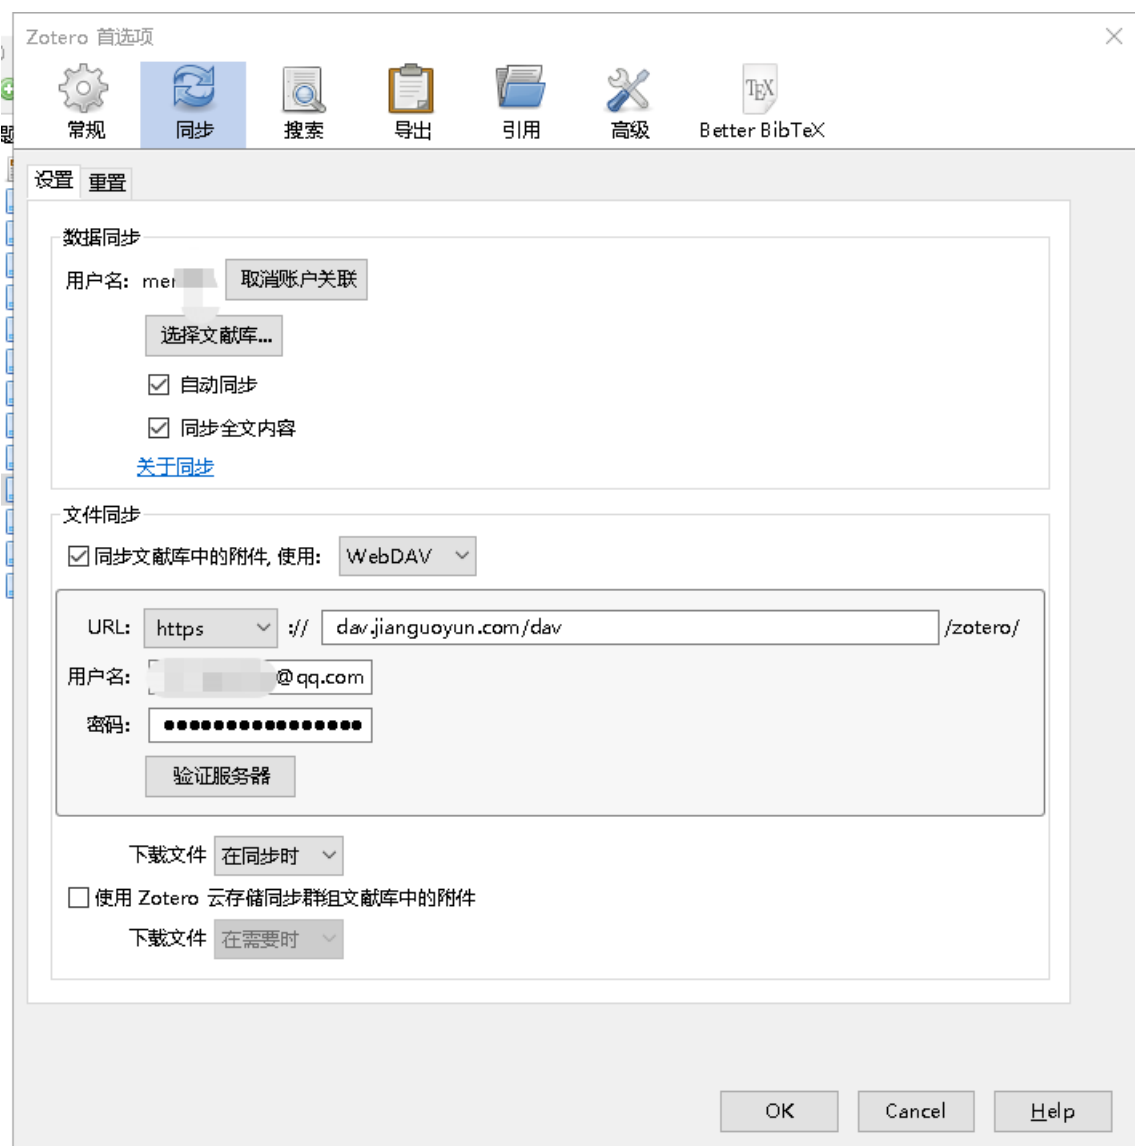 Zotero 首选项
常规 同步 搜索 导出 引用 高级 Better BibTeX
设置 重置
数据同步
用户名: mer 取消账户关联
选择文献库...
自动同步
同步全文内容
关于同步
文件同步
同步文献库中的附件, 使用: WebDAV
URL: https :// dav.jianguoyun.com/dav /zotero/
用户名: @qq.com
密码: ●●●●●●●●●●●●●●●●
验证服务器
下载文件 在同步时
使用 Zotero 云存储同步群组文献库中的附件
下载文件 在需要时
OK Cancel Help